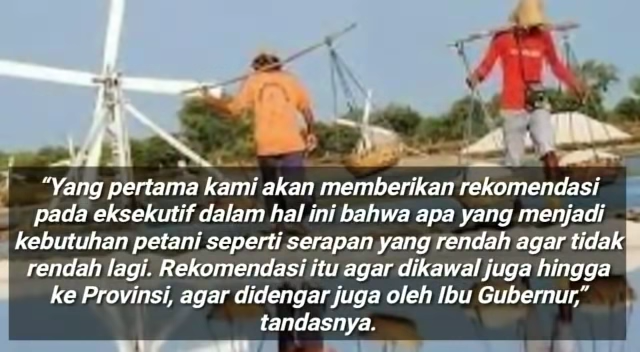 “Yang pertama kami akan memberikan rekomendasi
pada eksekutif dalam hal ini bahwa apa yang menjadi
kebutuhan petani seperti serapan yang rendah agar tidak
rendah lagi. Rekomendasi itu agar dikawal juga hingga
ke Provinsi, agar didengar juga oleh Ibu Gubernur,”
tandasnya.